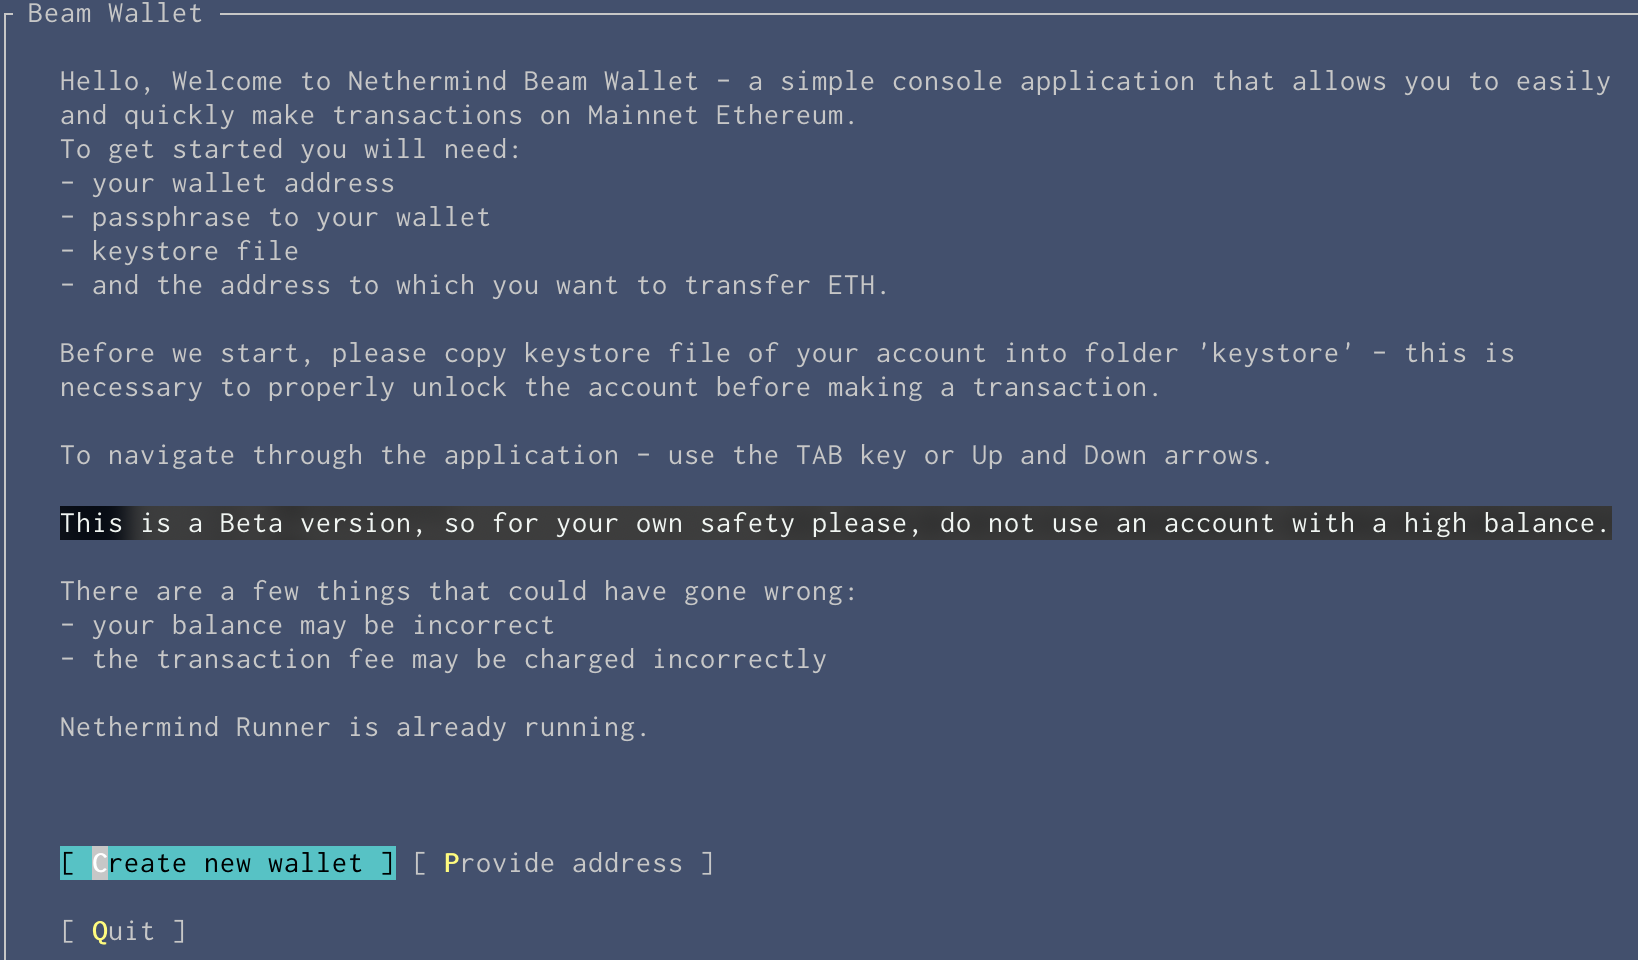 Beam Wallet
Hello, Welcome to Nethermind Beam Wallet – a simple console application that allows you to easily
and quickly make transactions on Mainnet Ethereum.
To get started you will need:
– your wallet address
– passphrase to your wallet
– keystore file
– and the address to which you want to transfer ETH.
Before we start, please copy keystore file of your account into folder 'keystore' – this is
necessary to properly unlock the account before making a transaction.
To navigate through the application – use the TAB key or Up and Down arrows.
This is a Beta version, so for your own safety please, do not use an account with a high balance.
There are a few things that could have gone wrong:
– your balance may be incorrect
– the transaction fee may be charged incorrectly
Nethermind Runner is already running.
[ Create new wallet ] [ Provide address ]
[ Quit ]